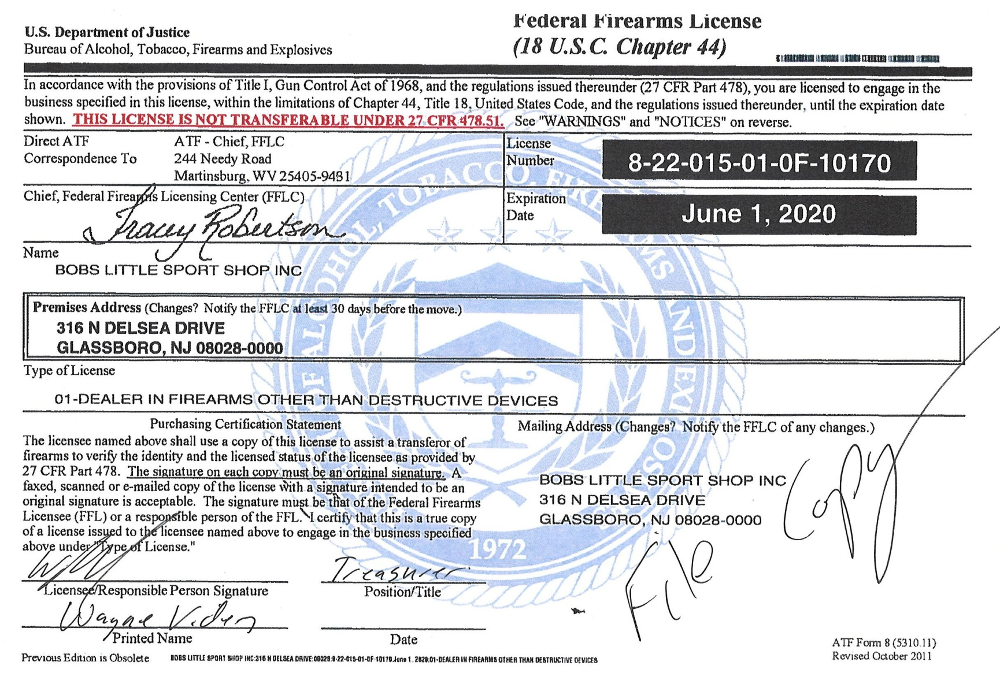 Federal Firearms License
(18 U.S.C. Chapter 44)
U.S. Department of Justice
Bureau of Alcohol, Tobacco, Firearms and Explosives
In accordance with the provisions of Title I, Gun Control Act of 1968, and the regulations issued thereunder (27 CFR Part 478), you are licensed to engage in the
business specified in this license, within the limitations of Chapter 44, Title 18, United States Code, and the regulations issued thereunder, until the expiration date
shown. THIS LICENSE IS NOT TRANSFERABLE UNDER 27 CFR 478.51. See "WARNINGS" and "NOTICES" on reverse.
Direct ATF
Correspondence To
ATF - Chief, FFLC
244 Needy Road
Martinsburg, WV 25405-9431
License
Number
8-22-015-01-0F-10170
Chief, Federal Firearms Licensing Center (FFLC)
Tracey Robertson
Expiration
Date
June 1, 2020
Name
BOBS LITTLE SPORT SHOP INC
Premises Address (Changes? Notify the FFLC at least 30 days before the move.)
316 N DELSEA DRIVE
GLASSBORO, NJ 08028-0000
Type of License
01-DEALER IN FIREARMS OTHER THAN DESTRUCTIVE DEVICES
Purchasing Certification Statement
The licensee named above shall use a copy of this license to assist a transferor of
firearms to verify the identity and the licensed status of the licensee as provided by
27 CFR Part 478. The signature on each copy must be an original signature. A
faxed, scanned or e-mailed copy of the license with a signature intended to be an
original signature is acceptable. The signature must be that of the Federal Firearms
Licensee (FFL) or a responsible person of the FFL. I certify that this is a true copy
of a license issued to the licensee named above to engage in the business specified
above under "Type of License."
Mailing Address (Changes? Notify the FFLC of any changes.)
BOBS LITTLE SPORT SHOP INC
316 N DELSEA DRIVE
GLASSBORO, NJ 08028-0000
File Copy
1972
Treasurer
Licensee/Responsible Person Signature
Position/Title
Wayne Viden
Printed Name
Date
ATF Form 8 (5310.11)
Revised October 2011
Previous Edition is Obsolete
BOBS LITTLE SPORT SHOP INC:316 N DELSEA DRIVE:08028:8-22-015-01-0F-10170:June 1, 2020:01-DEALER IN FIREARMS OTHER THAN DESTRUCTIVE DEVICES